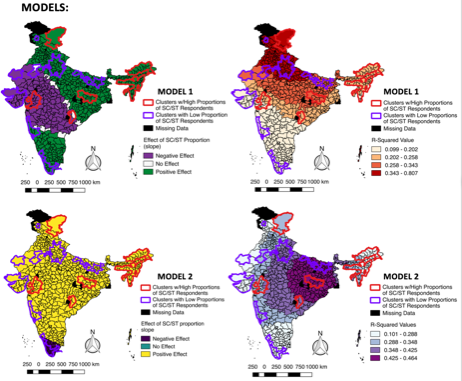 MODELS:
MODEL 1
Clusters w/High Proportions
of SC/ST Respondents
Clusters with Low Proportion
of SC/ST Respondents
Missing Data
Effect of SC/ST Proportion
(slope)
Negative Effect
No Effect
Positive Effect
N
250 0 250 500 750 1000 km
MODEL 1
Clusters w/High Proportions
of SC/ST Respondents
Clusters with Low Proportions
of SC/ST Respondents
Missing Data
R-Squared Value
0.099 - 0.202
0.202 - 0.258
0.258 - 0.343
0.343 - 0.807
N
250 0 250 500 750 1000 km
MODEL 2
Clusters w/High Proportions
of SC/ST Respondents
Clusters with Low Proportions
of SC/ST Respondents
Missing Data
Effect of SC/ST proportion
slope
Negative Effect
No Effect
Positive Effect
N
250 0 250 500 750 1000 km
MODEL 2
Clusters w/High Proportions
of SC/ST Respondents
Clusters with Low Proportions
of SC/ST Respondents
Missing Data
R-Squared Values
0.101 - 0.288
0.288 - 0.348
0.348 - 0.425
0.425 - 0.464
N
250 0 250 500 750 1000 km